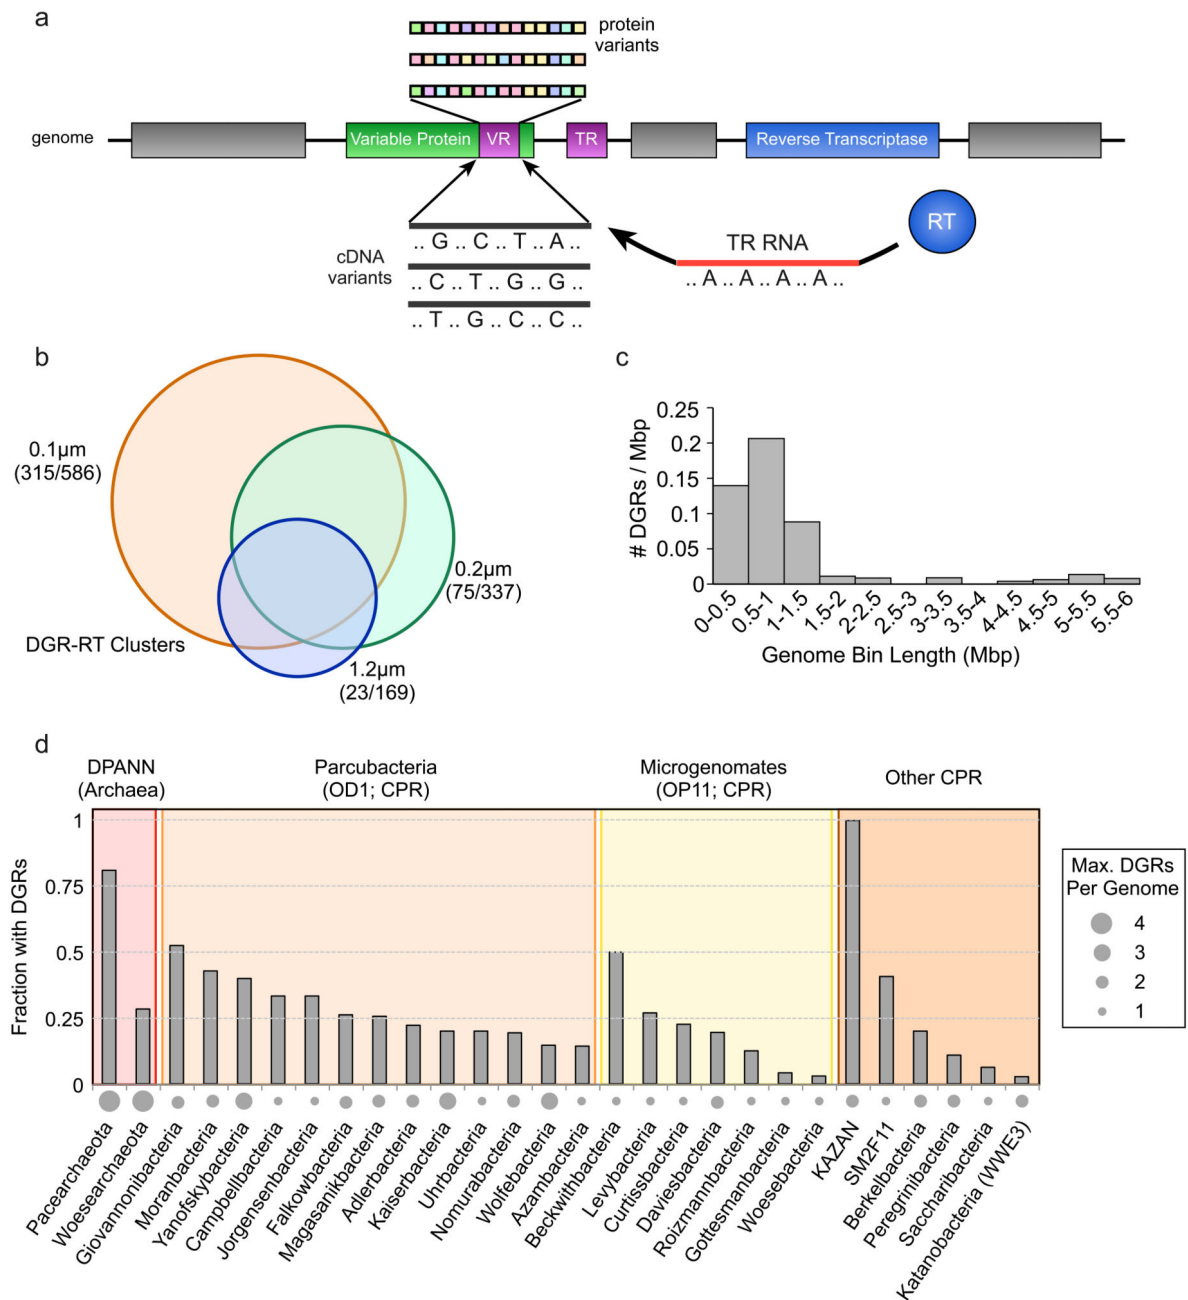 a
protein
variants
genome
Variable Protein
VR
TR
Reverse Transcriptase
RT
TR RNA
.. A .. A .. A .. A ..
cDNA
variants
.. G .. C .. T .. A ..
.. C .. T .. G .. G ..
.. T .. G .. C .. C ..
b
0.1µm
(315/586)
0.2µm
(75/337)
1.2µm
(23/169)
DGR-RT Clusters
c
# DGRs / Mbp
0.25
0.2
0.15
0.1
0.05
0
0-0.5
0.5-1
1-1.5
1.5-2
2-2.5
2.5-3
3-3.5
3.5-4
4-4.5
4.5-5
5-5.5
5.5-6
Genome Bin Length (Mbp)
d
DPANN
(Archaea)
Parcubacteria
(OD1; CPR)
Microgenomates
(OP11; CPR)
Other CPR
Fraction with DGRs
1
0.75
0.5
0.25
0
Pacearchaeota
Woesearchaeota
Giovannonibacteria
Moranbacteria
Yanofskybacteria
Campbellbacteria
Jorgensenbacteria
Falkowbacteria
Magasanikbacteria
Adlerbacteria
Kaiserbacteria
Uhrbacteria
Nomurabacteria
Wolfebacteria
Azambacteria
Beckwithbacteria
Levybacteria
Curtissbacteria
Daviesbacteria
Roizmannbacteria
Gottesmanbacteria
Woesebacteria
KAZAN
SM2F11
Berkelbacteria
Peregrinibacteria
Saccharibacteria
Katanobacteria (WWE3)
Max. DGRs
Per Genome
4
3
2
1